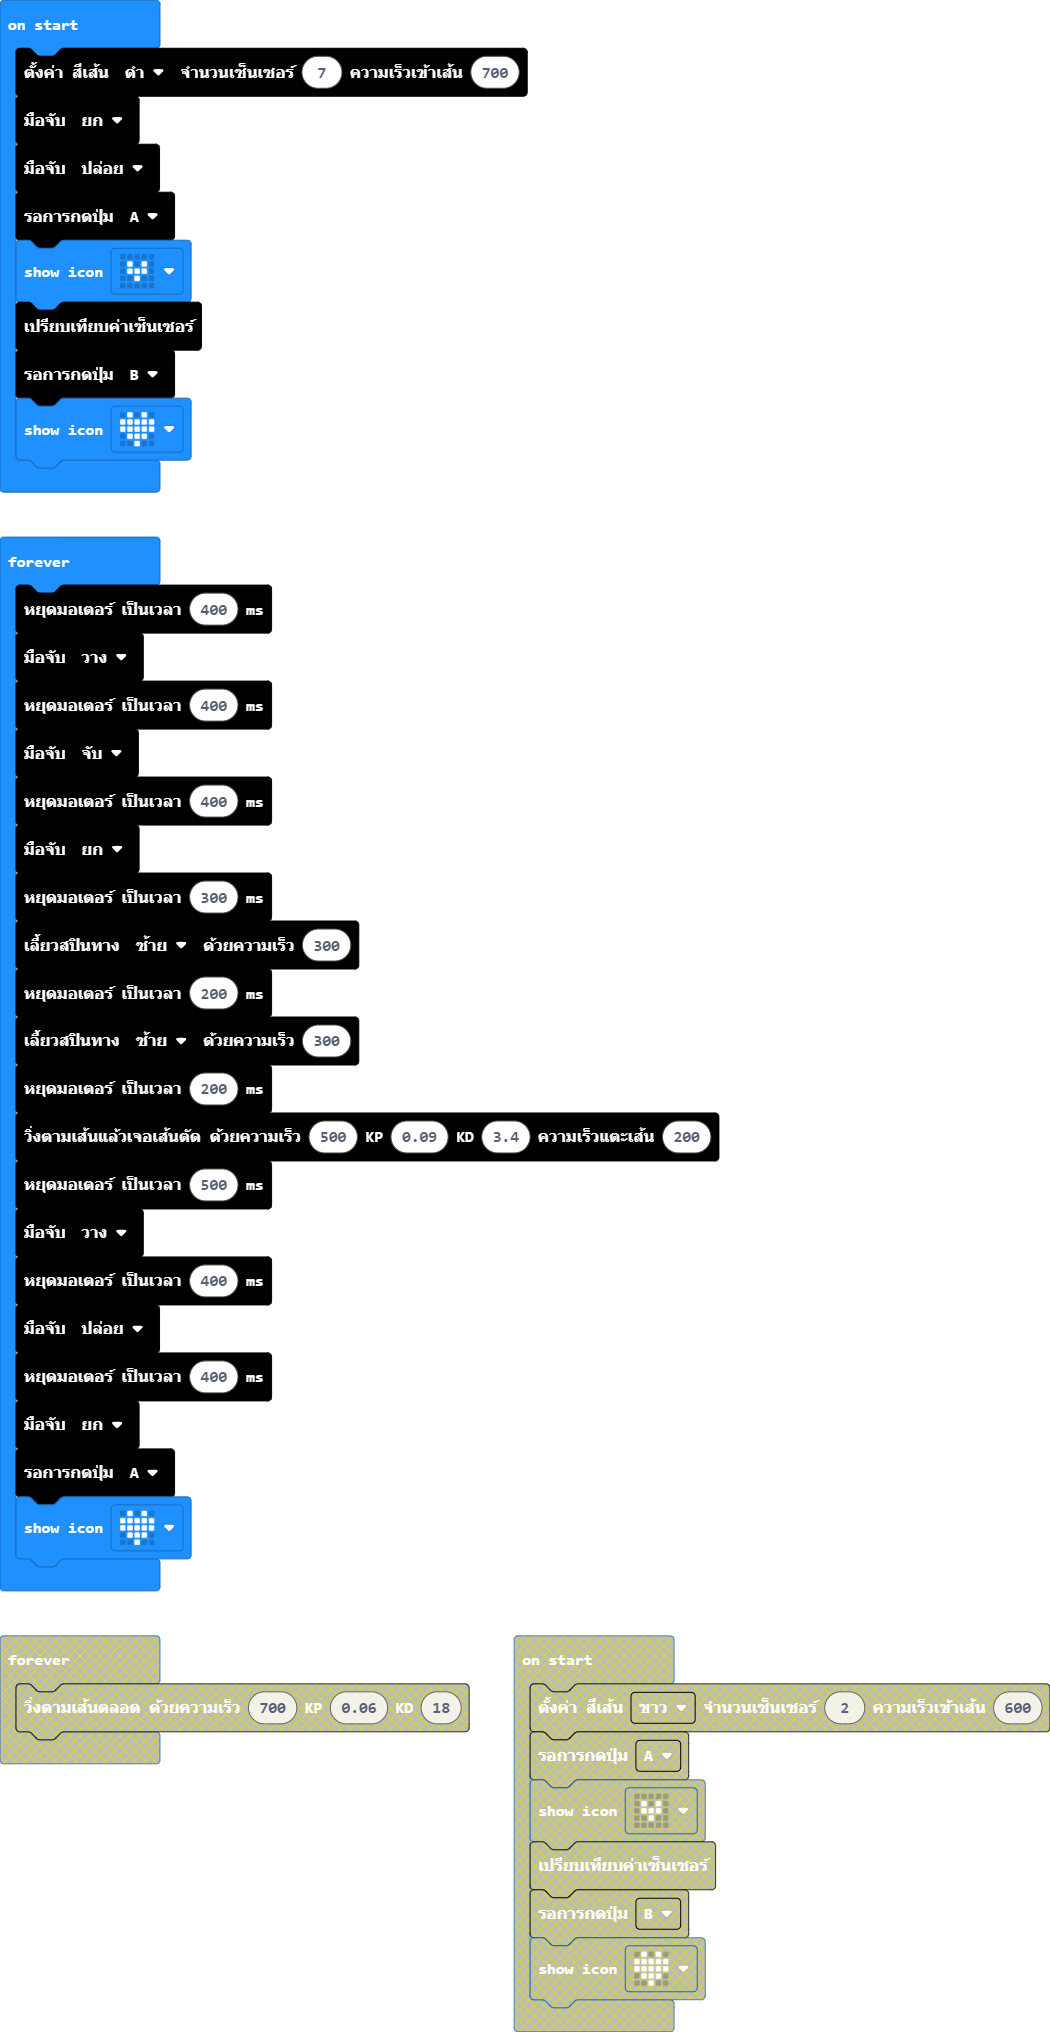 on start
ตั้งค่า สีเส้น ดำ จำนวนเซ็นเซอร์ 7 ความเร็วเข้าเส้น 700
มือจับ ยก
มือจับ ปล่อย
รอการกดปุ่ม A
show icon
เปรียบเทียบค่าเซ็นเซอร์
รอการกดปุ่ม B
show icon
forever
หยุดมอเตอร์ เป็นเวลา 400 ms
มือจับ วาง
หยุดมอเตอร์ เป็นเวลา 400 ms
มือจับ จับ
หยุดมอเตอร์ เป็นเวลา 400 ms
มือจับ ยก
หยุดมอเตอร์ เป็นเวลา 300 ms
เลี้ยวสปินทาง ซ้าย ด้วยความเร็ว 300
หยุดมอเตอร์ เป็นเวลา 200 ms
เลี้ยวสปินทาง ซ้าย ด้วยความเร็ว 300
หยุดมอเตอร์ เป็นเวลา 200 ms
วิ่งตามเส้นแล้วเจอเส้นตัด ด้วยความเร็ว 500 KP 0.09 KD 3.4 ความเร็วแตะเส้น 200
หยุดมอเตอร์ เป็นเวลา 500 ms
มือจับ วาง
หยุดมอเตอร์ เป็นเวลา 400 ms
มือจับ ปล่อย
หยุดมอเตอร์ เป็นเวลา 400 ms
มือจับ ยก
รอการกดปุ่ม A
show icon
forever
วิ่งตามเส้นตลอด ด้วยความเร็ว 700 KP 0.06 KD 18
on start
ตั้งค่า สีเส้น ขาว จำนวนเซ็นเซอร์ 2 ความเร็วเข้าเส้น 600
รอการกดปุ่ม A
show icon
เปรียบเทียบค่าเซ็นเซอร์
รอการกดปุ่ม B
show icon